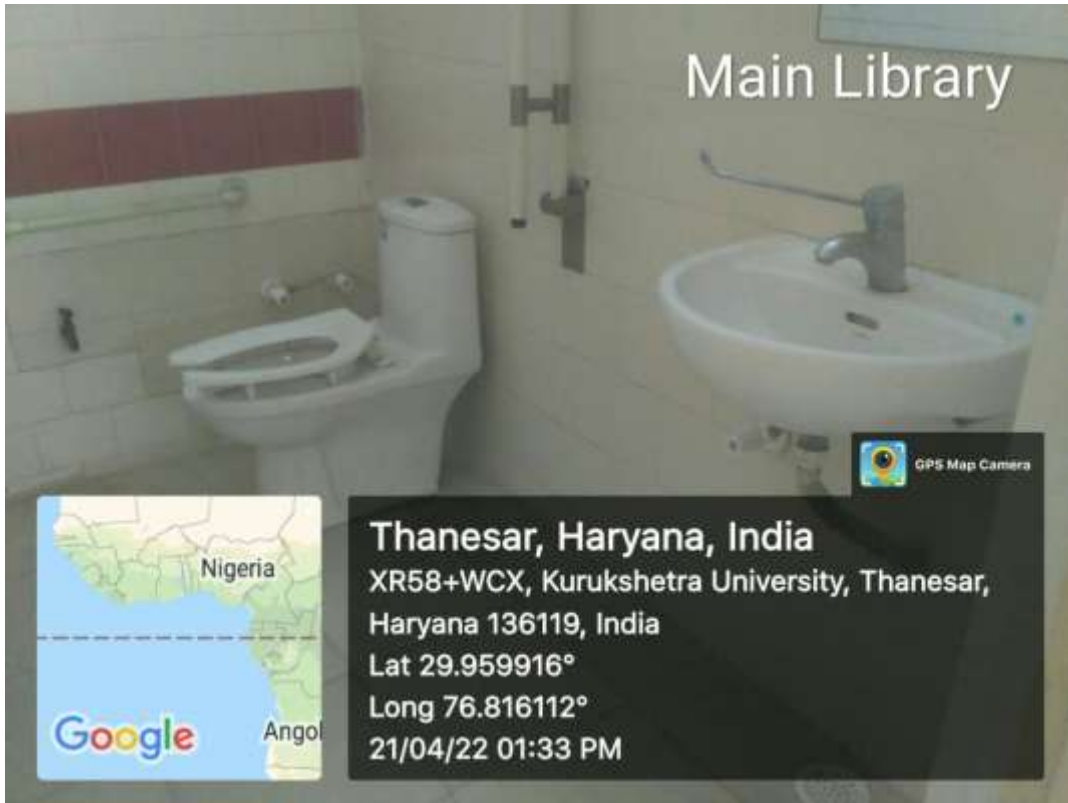 Main Library
GPS Map Camera
Nigeria
Angol
Google
Thanesar, Haryana, India
XR58+WCX, Kurukshetra University, Thanesar,
Haryana 136119, India
Lat 29.959916°
Long 76.816112°
21/04/22 01:33 PM